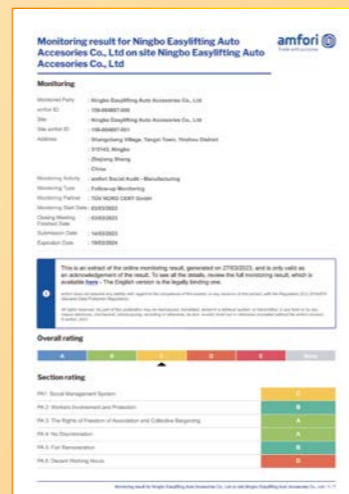 Monitoring result for Ningbo Easylifting Auto
Accesories Co., Ltd on site Ningbo Easylifting Auto
Accesories Co., Ltd
amfori
Trade with purpose
Monitoring
Monitored Party : Ningbo Easylifting Auto Accesories Co., Ltd
amfori ID
Site : Ningbo Easylifting Auto Accesories Co., Ltd
Site amfori ID
Address : Shangcheng Village, Tangxi Town, Yinzhou District
: 315143, Ningbo
: Zhejiang Sheng
: China
Monitoring Activity : amfori Social Audit - Manufacturing
Monitoring Type : Follow-up Monitoring
Monitoring Partner : TÜV NORD CERT GmbH
Monitoring Start Date : 03/03/2023
Closing Meeting : 03/03/2023
Finished Date
Submission Date : 14/03/2023
Expiration Date
This is an extract of the online monitoring result, generated on 27/03/2023, and is only valid as
an acknowledgement of the result. To see all the details, review the full monitoring result, which is
available here - The English version is the legally binding one.
Overall rating
A B C D E None
Section rating
PA 1: Social Management System C
PA 2: Workers Involvement and Protection B
PA 3: The Rights of Freedom of Association and Collective Bargaining A
PA 4: No Discrimination A
PA 5: Fair Remuneration B
PA 6: Decent Working Hours D